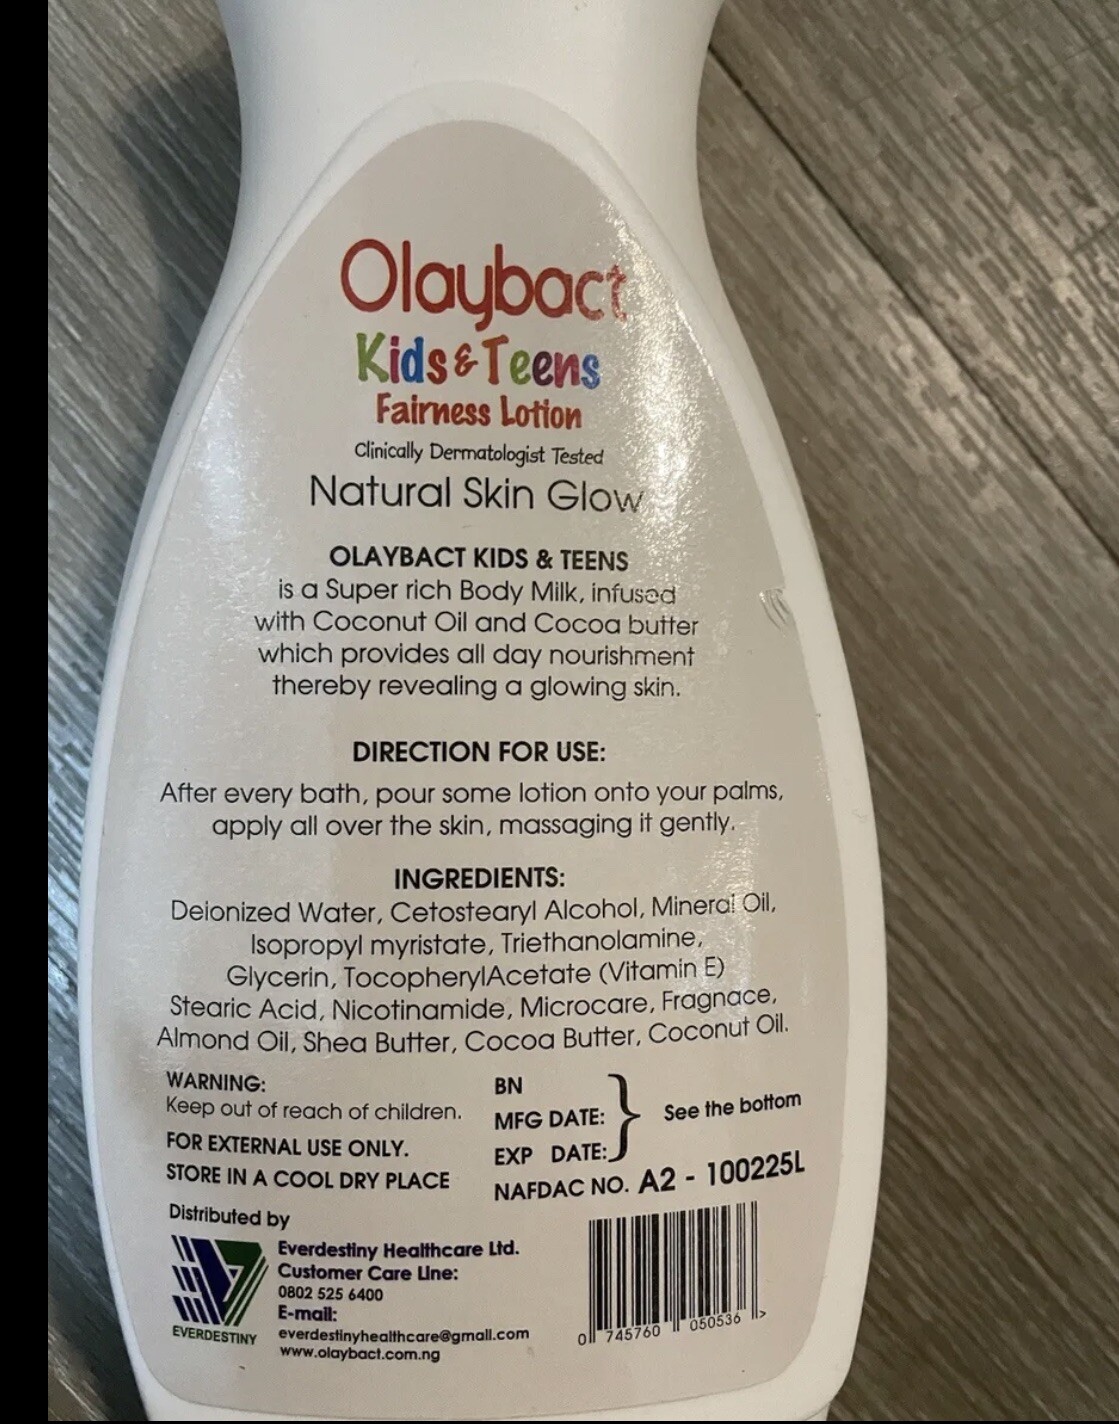 Olaybact
Kids & Teens
Fairness Lotion
Clinically Dermatologist Tested
Natural Skin Glow
OLAYBACT KIDS & TEENS
is a Super rich Body Milk, infused
with Coconut Oil and Cocoa butter
which provides all day nourishment
thereby revealing a glowing skin.
DIRECTION FOR USE:
After every bath, pour some lotion onto your palms,
apply all over the skin, massaging it gently.
INGREDIENTS:
Deionized Water, Cetostearyl Alcohol, Mineral Oil,
Isopropyl myristate, Triethanolamine,
Glycerin, TocopherylAcetate (Vitamin E)
Stearic Acid, Nicotinamide, Microcare, Fragnace,
Almond Oil, Shea Butter, Cocoa Butter, Coconut Oil.
WARNING:
Keep out of reach of children.
FOR EXTERNAL USE ONLY.
STORE IN A COOL DRY PLACE
BN
MFG DATE:
EXP DATE:
See the bottom
NAFDAC NO. A2 - 100225L
Distributed by
EVERDESTINY
Everdestiny Healthcare Ltd.
Customer Care Line:
0802 525 6400
E-mail:
everdestinyhealthcare@gmail.com
www.olaybact.com.ng
0 745760 050536 >